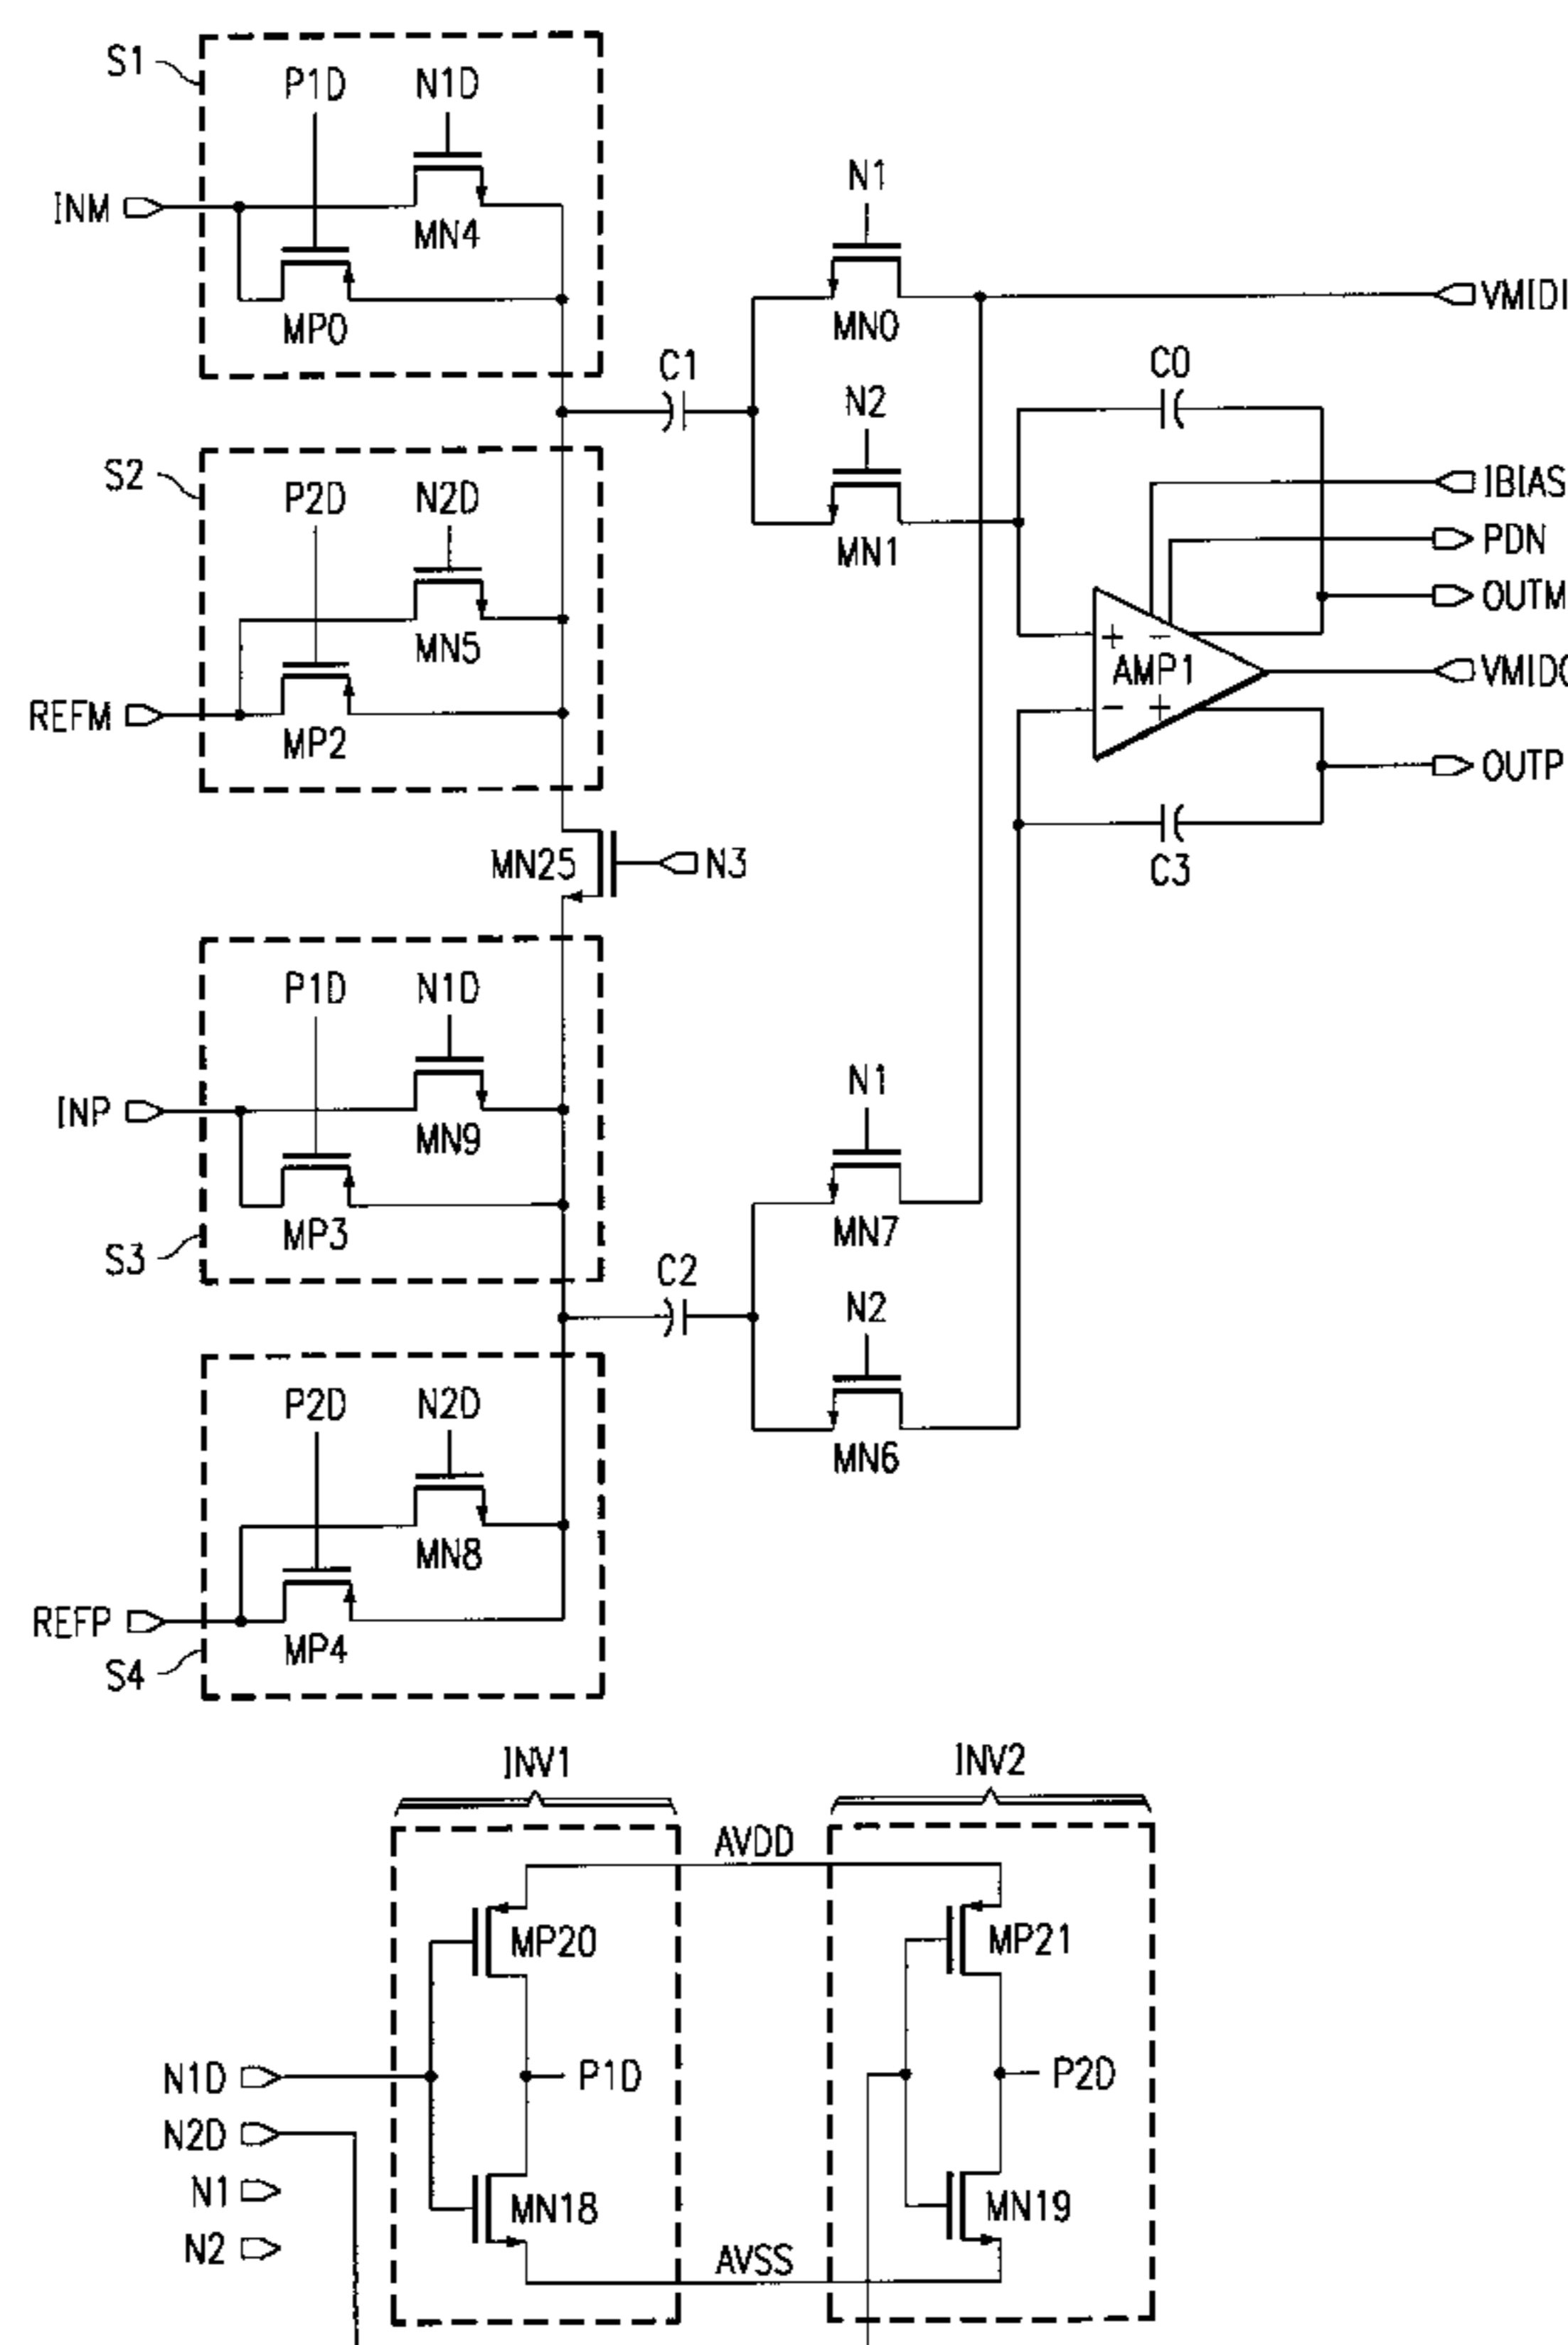 S1
P1D
N1D
INM
MN4
MP0
N1
MN0
VMIDI
C1
C0
N2
MN1
S2
P2D
N2D
IBIAS
PDN
OUTM
AMP1
+ −
− +
MN5
REFM
MP2
OUTP
MN25
N3
C3
P1D
N1D
INP
MN9
N1
MP3
MN7
S3
C2
N2
P2D
N2D
MN6
MN8
REFP
MP4
S4
INV1
INV2
AVDD
MP20
MP21
N1D
P1D
P2D
N2D
N1
MN18
MN19
N2
AVSS